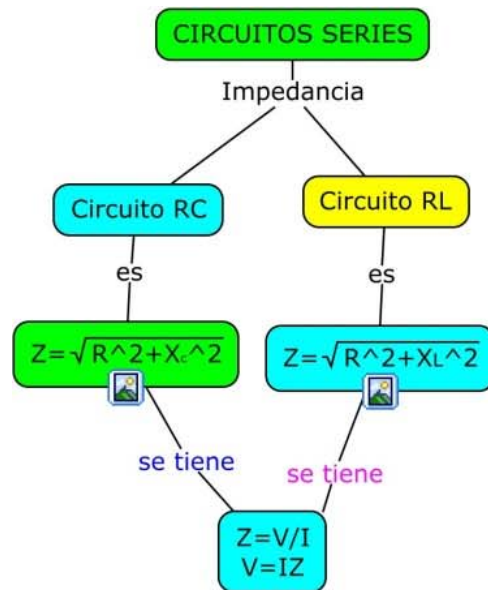 CIRCUITOS SERIES
Impedancia
Circuito RC
Circuito RL
es
es
Z=√R^2+Xc^2
Z=√R^2+XL^2
se tiene
se tiene
Z=V/I
V=IZ